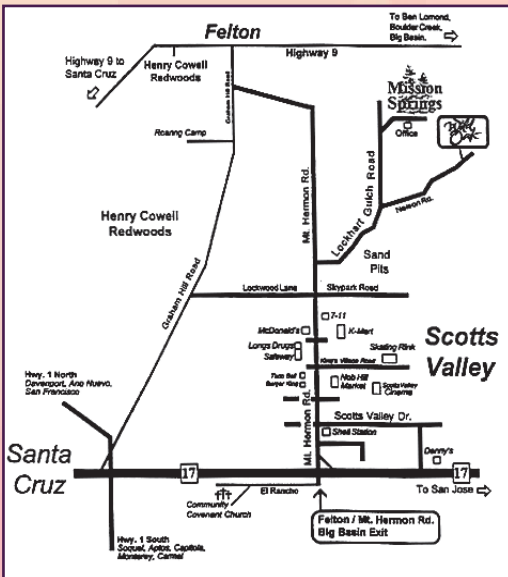 Felton
To Ben Lomond,
Boulder Creek,
Big Basin.
Highway 9
Highway 9 to
Santa Cruz
Henry Cowell
Redwoods
Graham Hill Road
Mission
Springs
Office
Roaring Camp
Mt. Hermon Rd.
Lockhart Gulch Road
Nelson Rd.
Henry Cowell
Redwoods
Sand
Pits
Graham Hill Road
Lockwood Lane
Skypark Road
7-11
McDonald's
K-Mart
Longs Drugs
Safeway
Skating Rink
King's Village Road
Scotts
Valley
Taco Bell
Burger King
Nob Hill
Market
Scotts Valley
Cinema
Hwy. 1 North
Davenport, Ano Nuevo,
San Francisco
Mt. Hermon Rd.
Scotts Valley Dr.
Shell Station
Denny's
Santa
Cruz
17
17
To San Jose
El Rancho
Community
Covenant Church
Felton / Mt. Hermon Rd.
Big Basin Exit
Hwy. 1 South
Soquel, Aptos, Capitola,
Monterey, Carmel